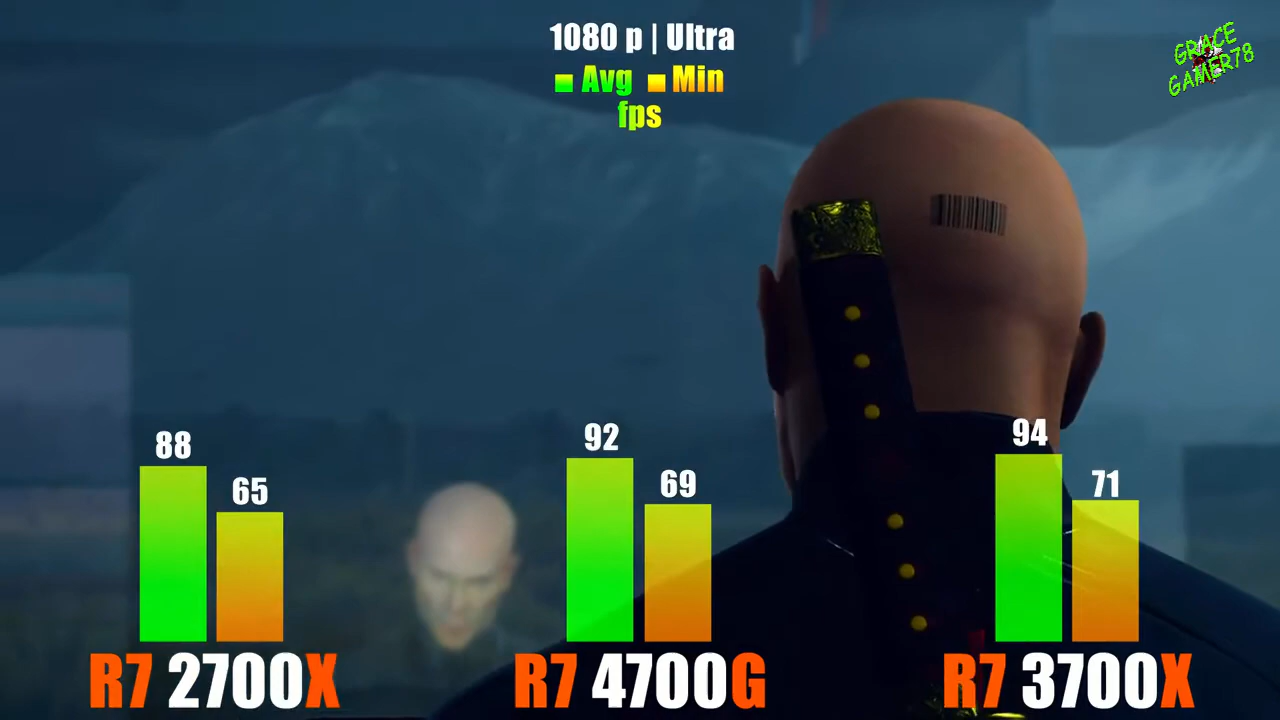 1080 p | Ultra
Avg Min
fps
GRACE
GAMER78
88
65
92
69
94
71
R7 2700X
R7 4700G
R7 3700X